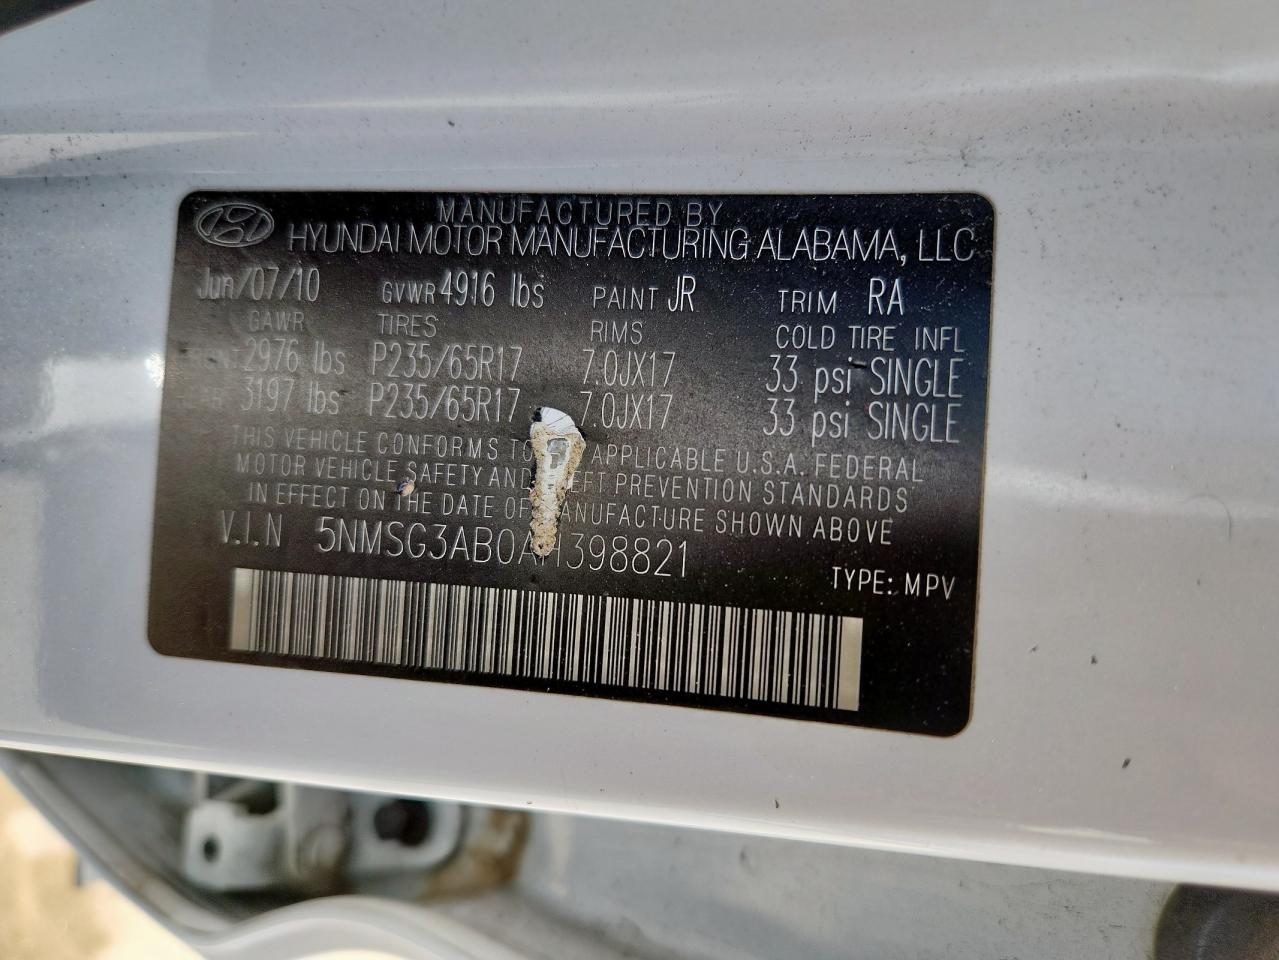 MANUFACTURED BY
HYUNDAI MOTOR MANUFACTURING ALABAMA, LLC
Jun/07/10 GVWR 4916 lbs PAINT JR TRIM RA
GAWR TIRES RIMS COLD TIRE INFL
2976 lbs P235/65R17 7.0JX17 33 psi SINGLE
3197 lbs P235/65R17 7.0JX17 33 psi SINGLE
THIS VEHICLE CONFORMS TO APPLICABLE U.S.A. FEDERAL
MOTOR VEHICLE SAFETY AND PREVENTION STANDARDS
IN EFFECT ON THE DATE OF MANUFACTURE SHOWN ABOVE
V.I.N
TYPE: MPV